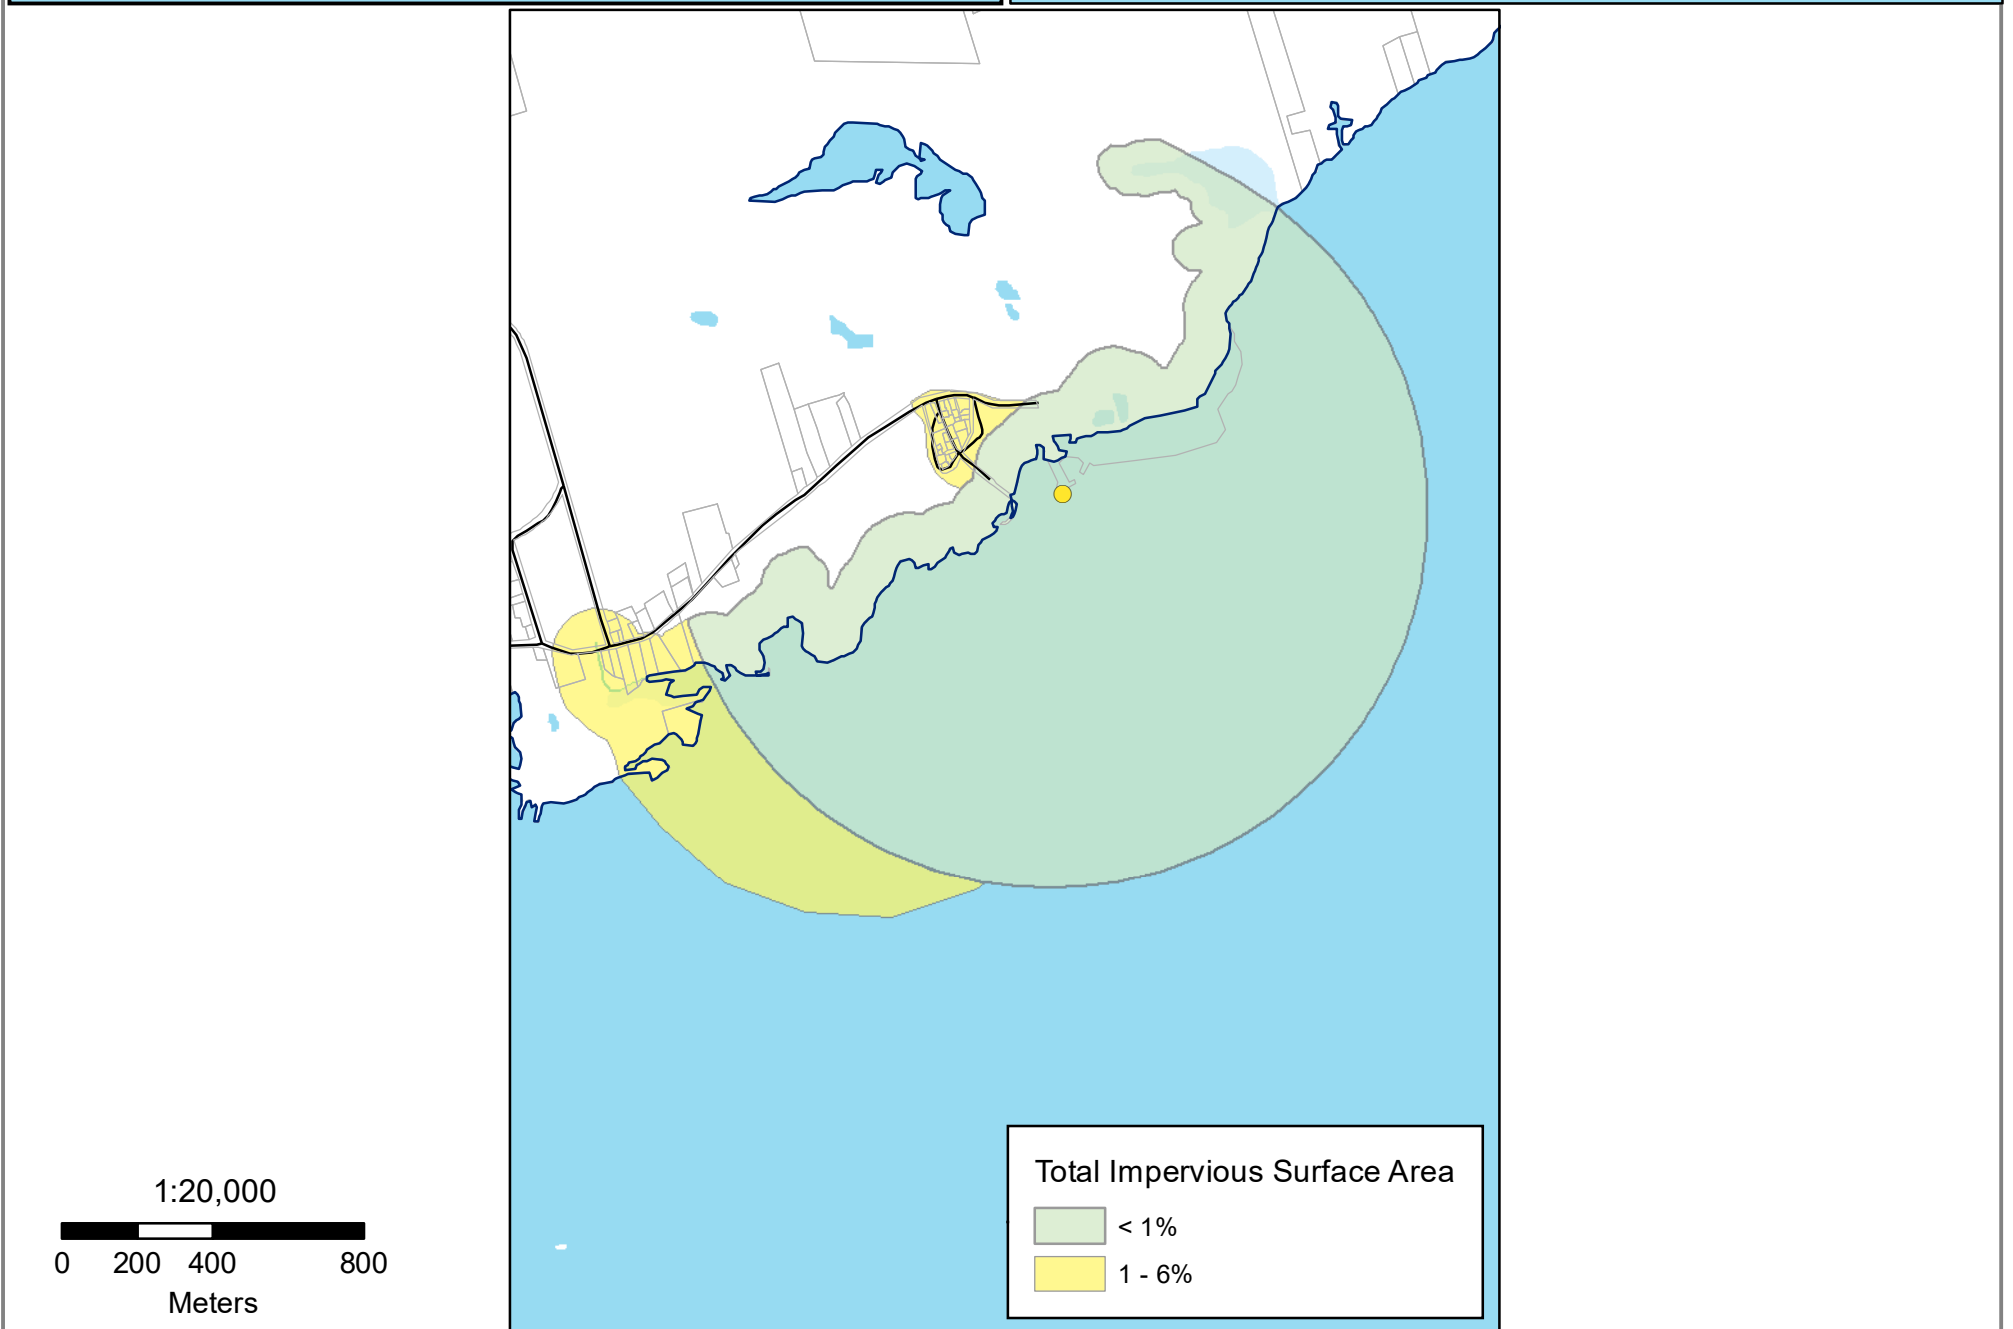 1:20,000
0 200 400 800
Meters
Total Impervious Surface Area
< 1%
1 - 6%